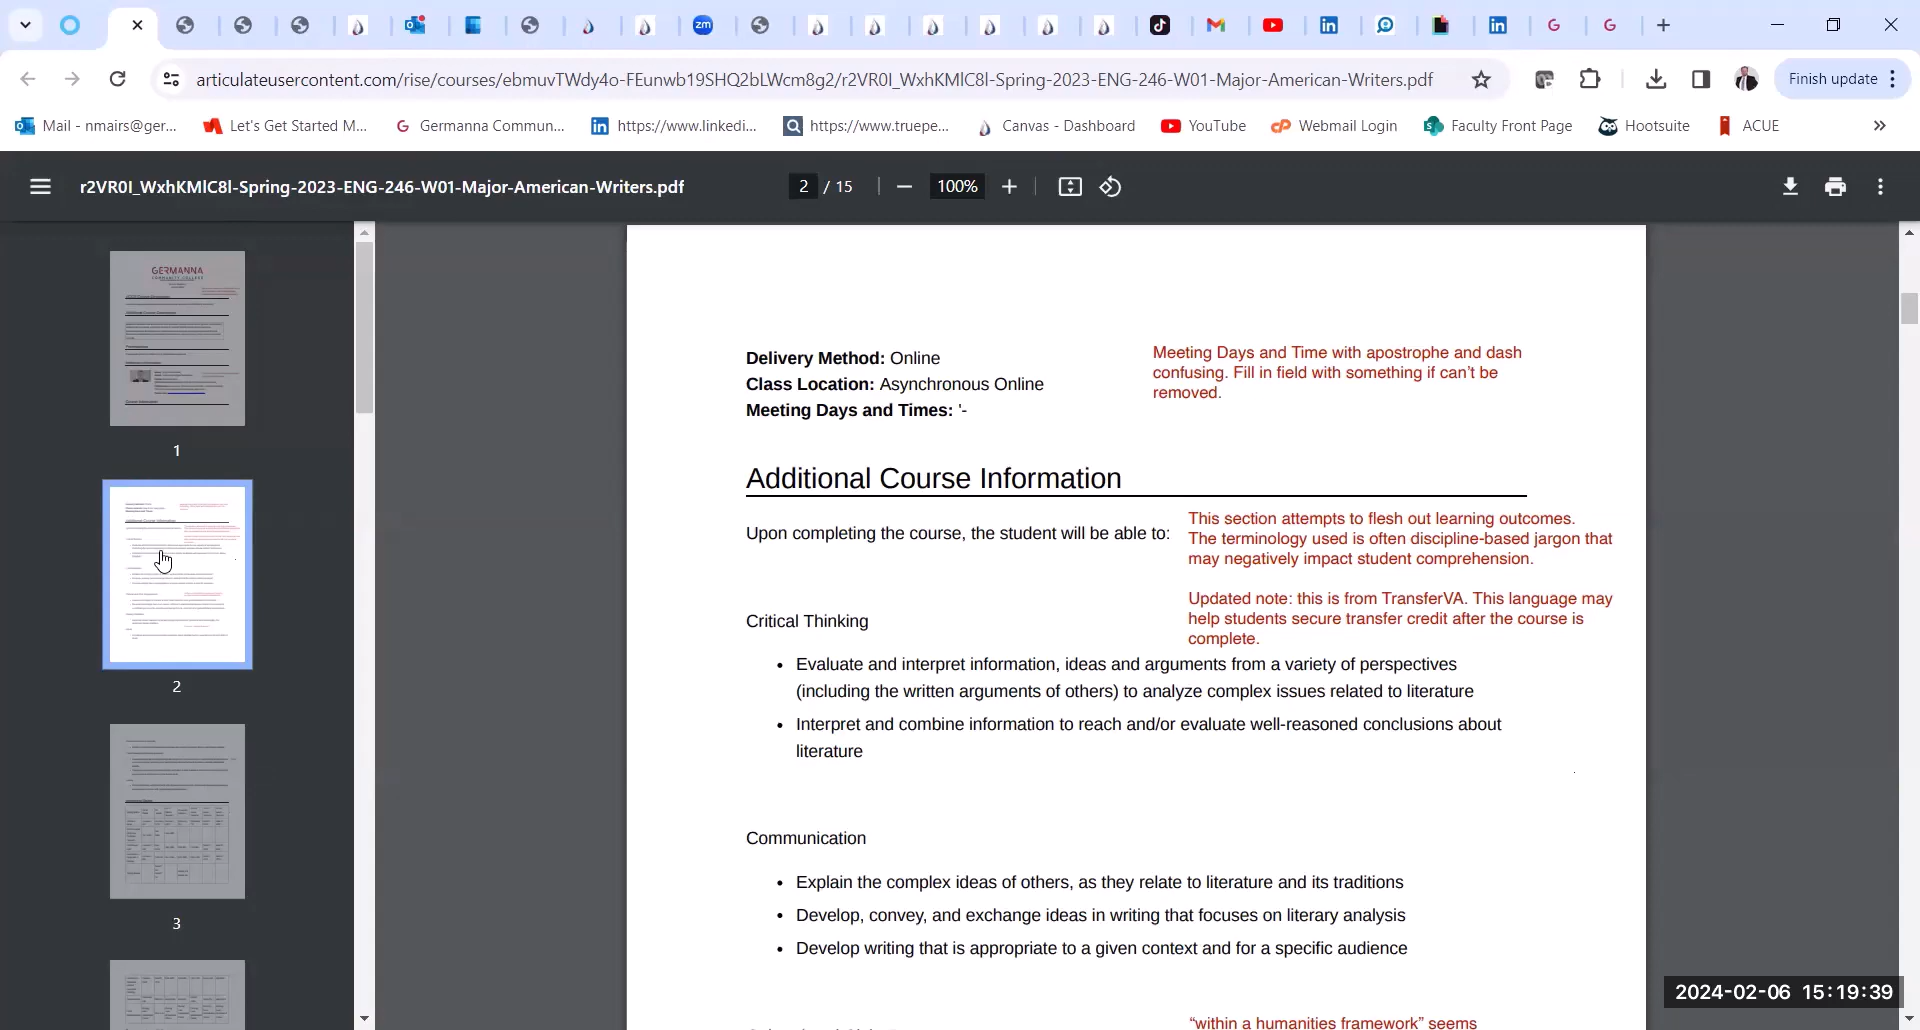 zm
articulateusercontent.com/rise/courses/ebmuvTWdy4o-FEunwb19SHQ2bLWcm8g2/r2VR0I_WxhKMlC8l-Spring-2023-ENG-246-W01-Major-American-Writers.pdf
Finish update
Mail - nmairs@ger... Let's Get Started M... Germanna Commun... https://www.linkedi... https://www.truepe... Canvas - Dashboard YouTube Webmail Login Faculty Front Page Hootsuite ACUE
r2VR0I_WxhKMlC8l-Spring-2023-ENG-246-W01-Major-American-Writers.pdf 2 / 15 100%
GERMANNA
1
2
3
Delivery Method: Online
Class Location: Asynchronous Online
Meeting Days and Times: '-
Meeting Days and Time with apostrophe and dash
confusing. Fill in field with something if can't be
removed.
Additional Course Information
Upon completing the course, the student will be able to:
This section attempts to flesh out learning outcomes.
The terminology used is often discipline-based jargon that
may negatively impact student comprehension.
Updated note: this is from TransferVA. This language may
help students secure transfer credit after the course is
complete.
Critical Thinking
• Evaluate and interpret information, ideas and arguments from a variety of perspectives
(including the written arguments of others) to analyze complex issues related to literature
• Interpret and combine information to reach and/or evaluate well-reasoned conclusions about
literature
Communication
• Explain the complex ideas of others, as they relate to literature and its traditions
• Develop, convey, and exchange ideas in writing that focuses on literary analysis
• Develop writing that is appropriate to a given context and for a specific audience
"within a humanities framework" seems
2024-02-06 15:19:39